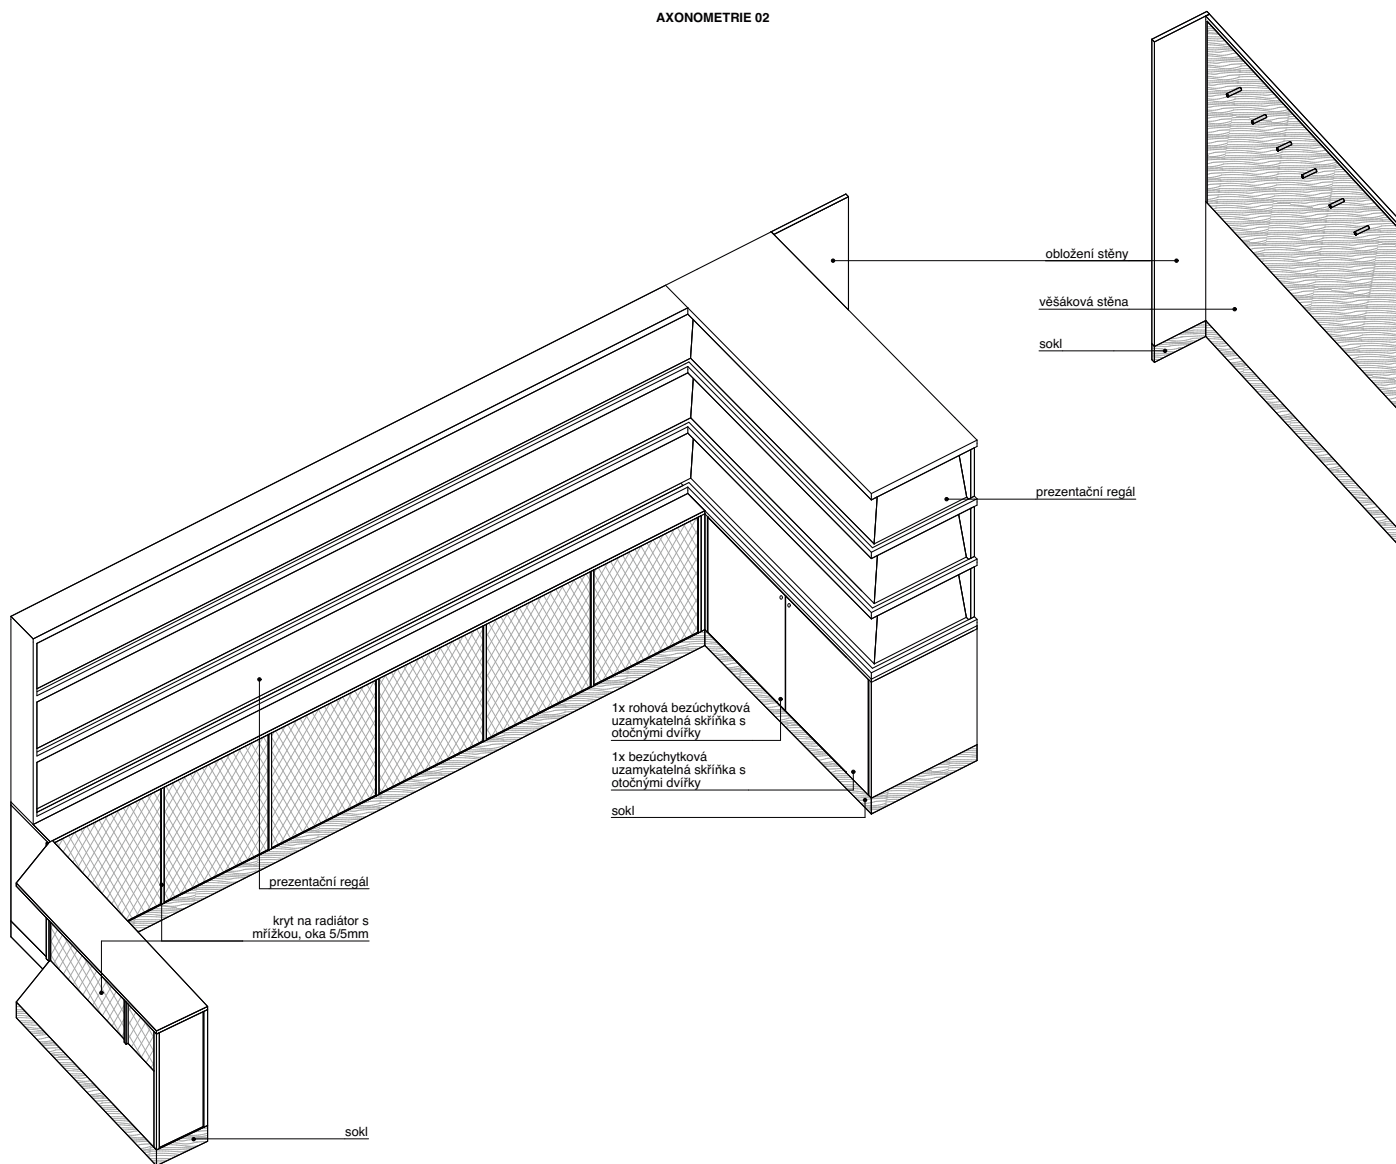 AXONOMETRIE 02
obložení stěny
věšáková stěna
sokl
prezentační regál
1x rohová bezúchytková
uzamykatelná skříňka s
otočnými dvířky
1x bezúchytková
uzamykatelná skříňka s
otočnými dvířky
sokl
prezentační regál
kryt na radiátor s
mřížkou, oka 5/5mm
sokl